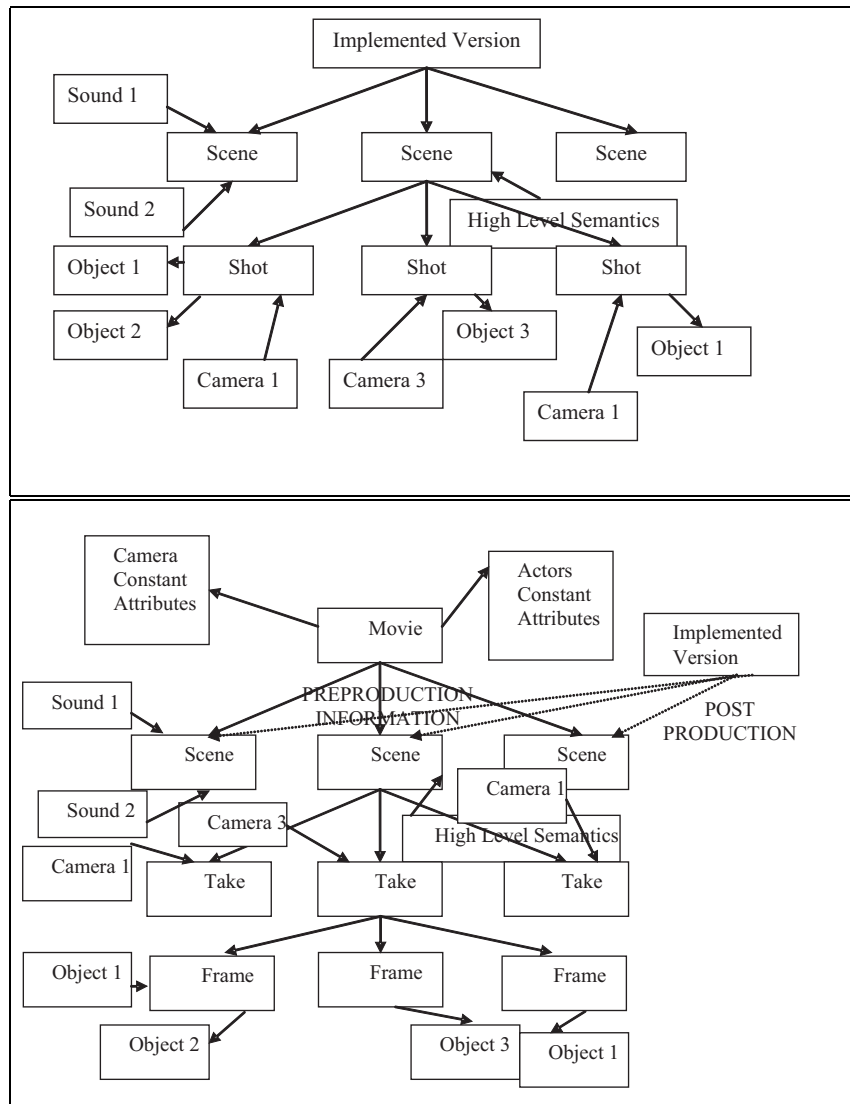 Implemented Version
Sound 1
Scene
Scene
Scene
Sound 2
High Level Semantics
Object 1
Shot
Shot
Shot
Object 2
Object 3
Object 1
Camera 1
Camera 3
Camera 1
Camera
Constant
Attributes
Actors
Constant
Attributes
Movie
Implemented
Version
Sound 1
PREPRODUCTION
INFORMATION
POST
PRODUCTION
Scene
Scene
Scene
Sound 2
Camera 3
Camera 1
High Level Semantics
Camera 1
Take
Take
Take
Object 1
Frame
Frame
Frame
Object 2
Object 3
Object 1